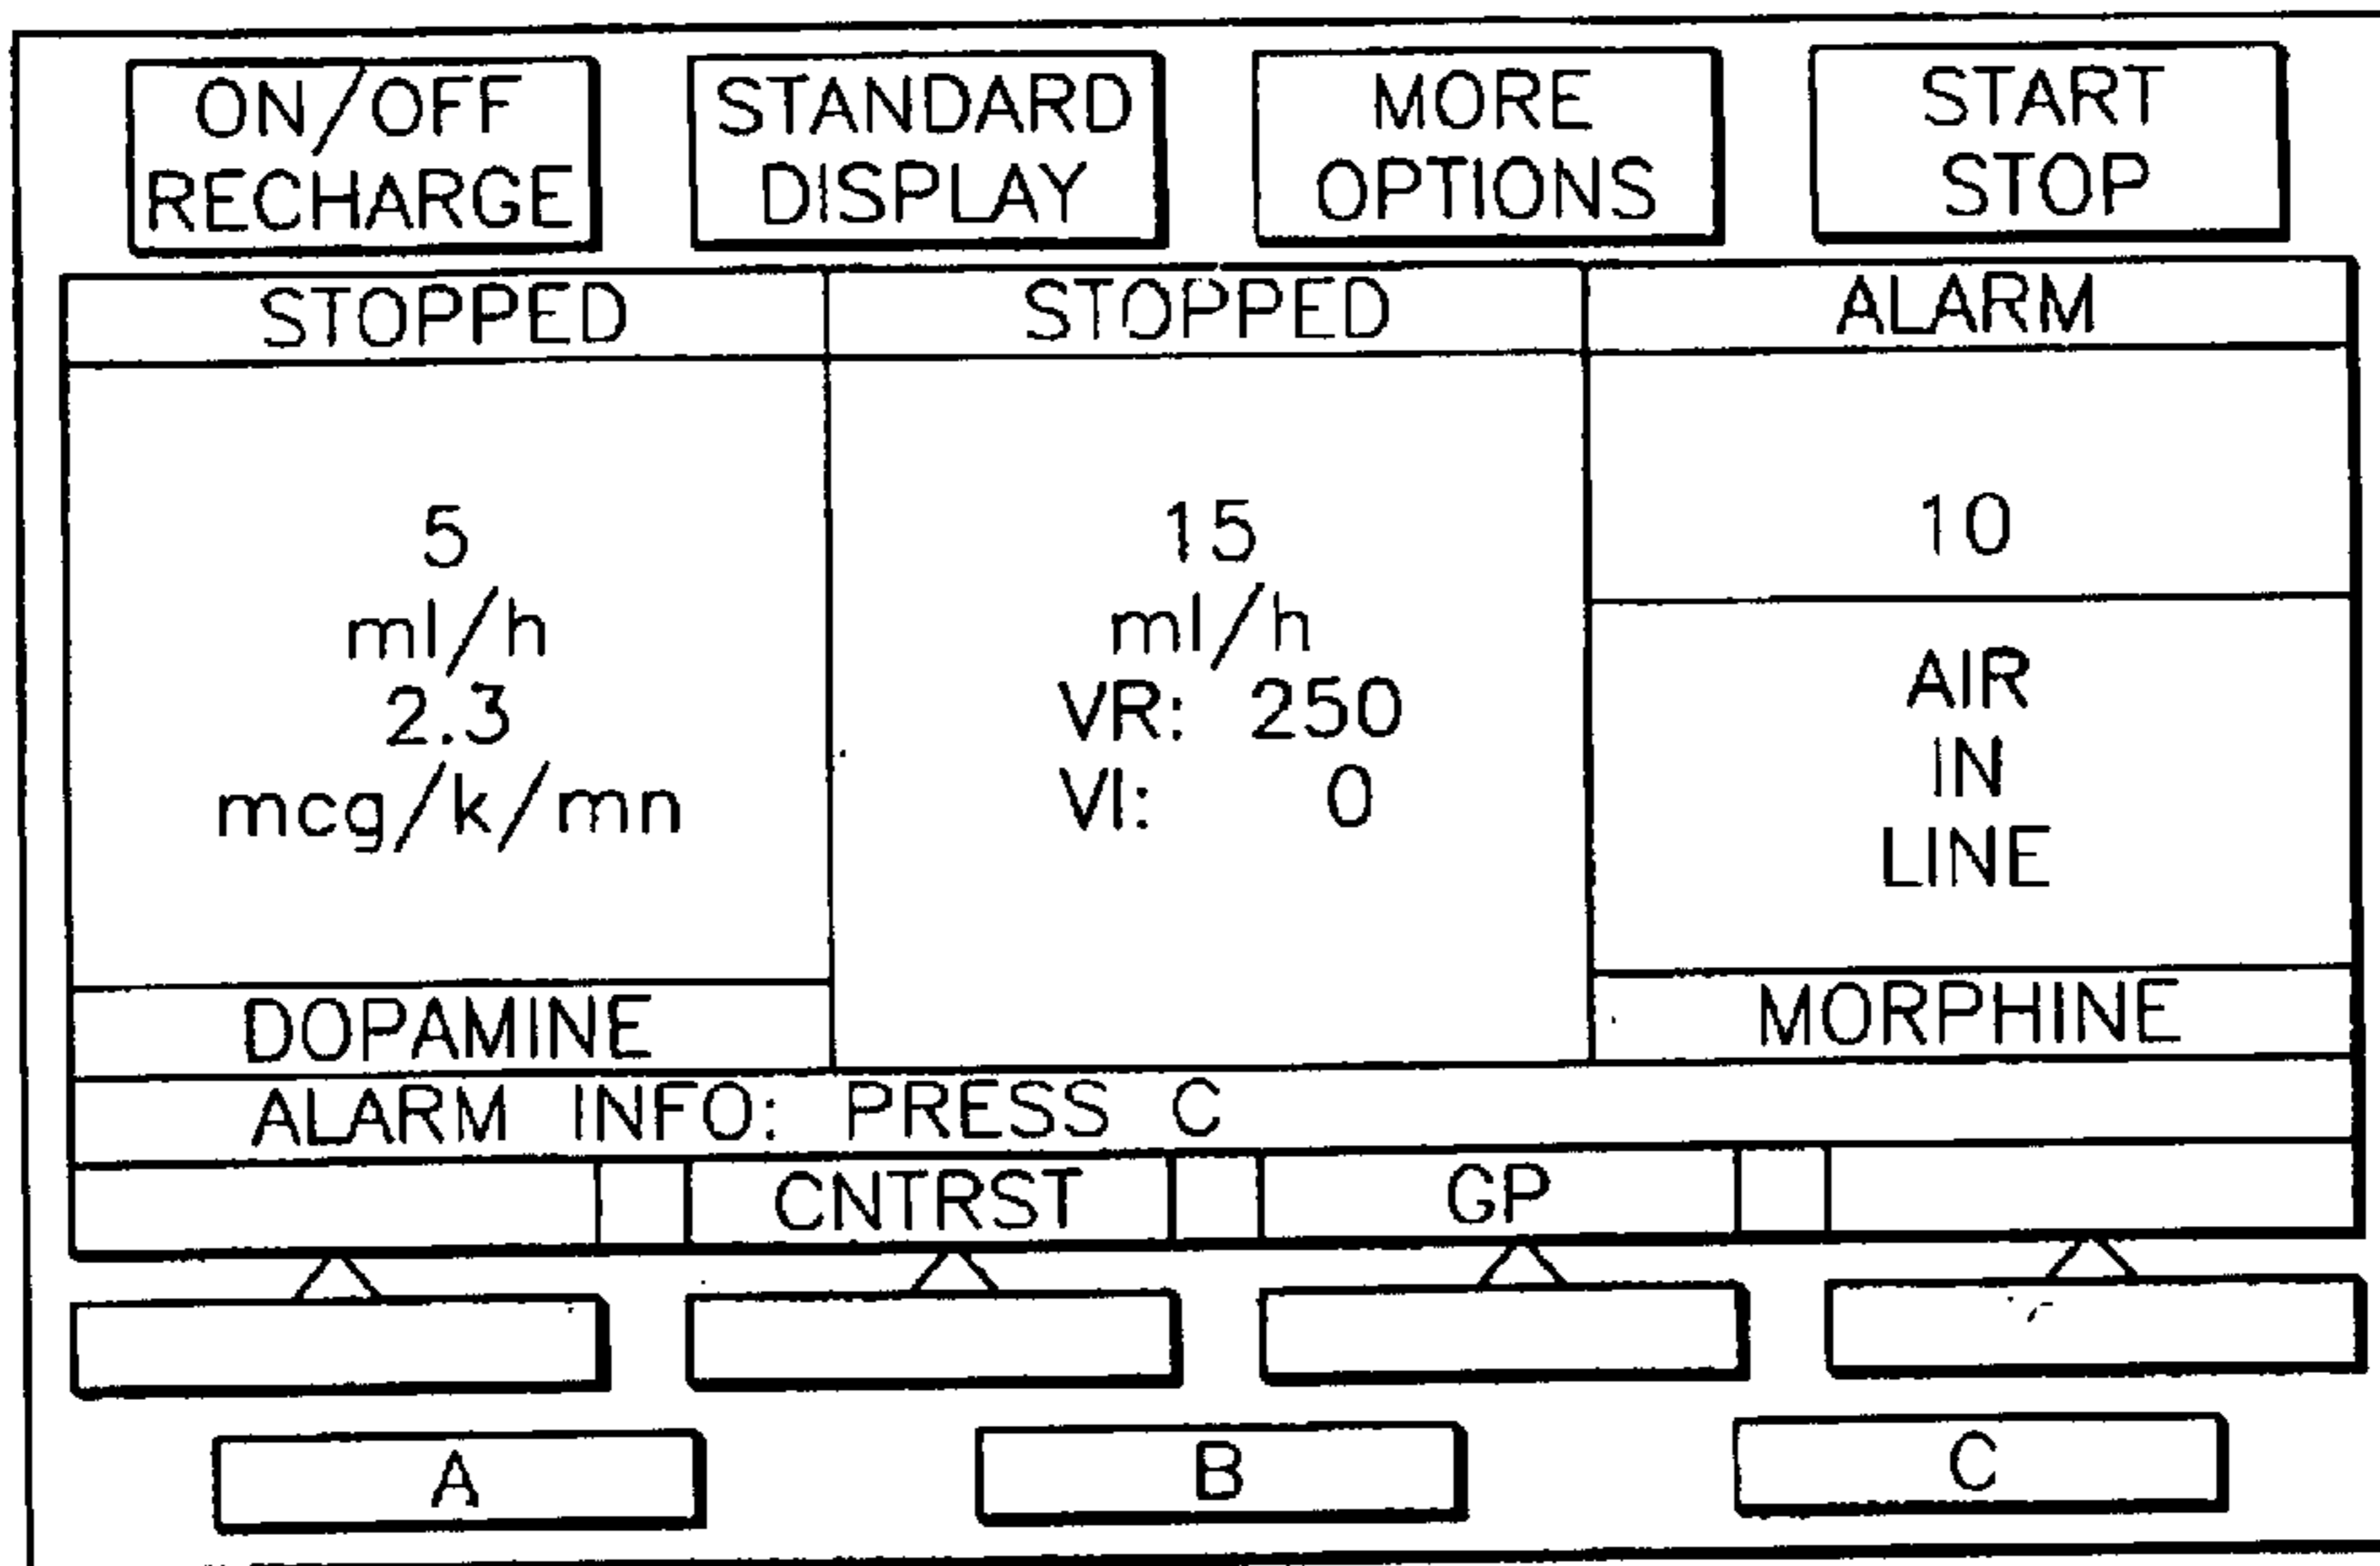 ON/OFF RECHARGE
STANDARD DISPLAY
MORE OPTIONS
START STOP
STOPPED
STOPPED
ALARM
5
ml/h
2.3
mcg/k/mn
DOPAMINE
15
ml/h
VR: 250
VI: 0
10
AIR
IN
LINE
MORPHINE
ALARM INFO: PRESS C
CNTRST
GP
A
B
C